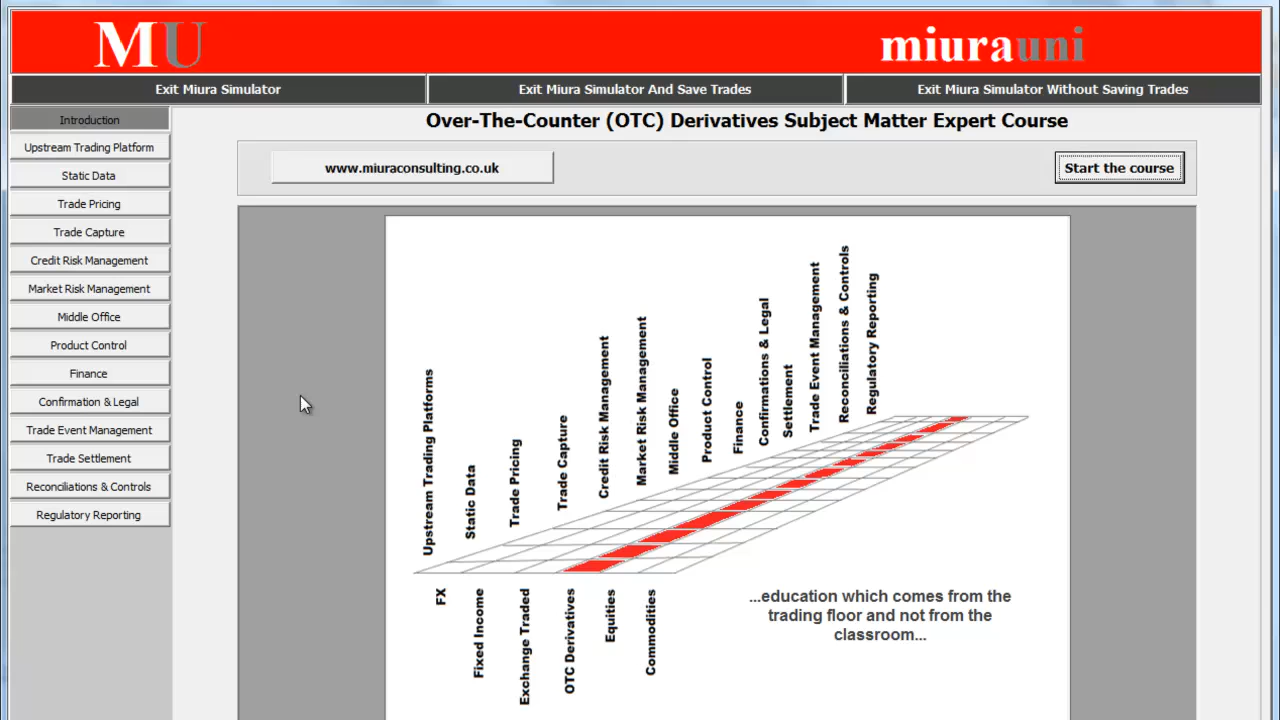 MU
miurauni
Exit Miura Simulator
Exit Miura Simulator And Save Trades
Exit Miura Simulator Without Saving Trades
Introduction
Upstream Trading Platform
Static Data
Trade Pricing
Trade Capture
Credit Risk Management
Market Risk Management
Middle Office
Product Control
Finance
Confirmation & Legal
Trade Event Management
Trade Settlement
Reconciliations & Controls
Regulatory Reporting
Over-The-Counter (OTC) Derivatives Subject Matter Expert Course
www.miuraconsulting.co.uk
Start the course
Upstream Trading Platforms
Static Data
Trade Pricing
Trade Capture
Credit Risk Management
Market Risk Management
Middle Office
Product Control
Finance
Confirmations & Legal
Settlement
Trade Event Management
Reconciliations & Controls
Regulatory Reporting
FX
Fixed Income
Exchange Traded
OTC Derivatives
Equities
Commodities
...education which comes from the
trading floor and not from the
classroom...